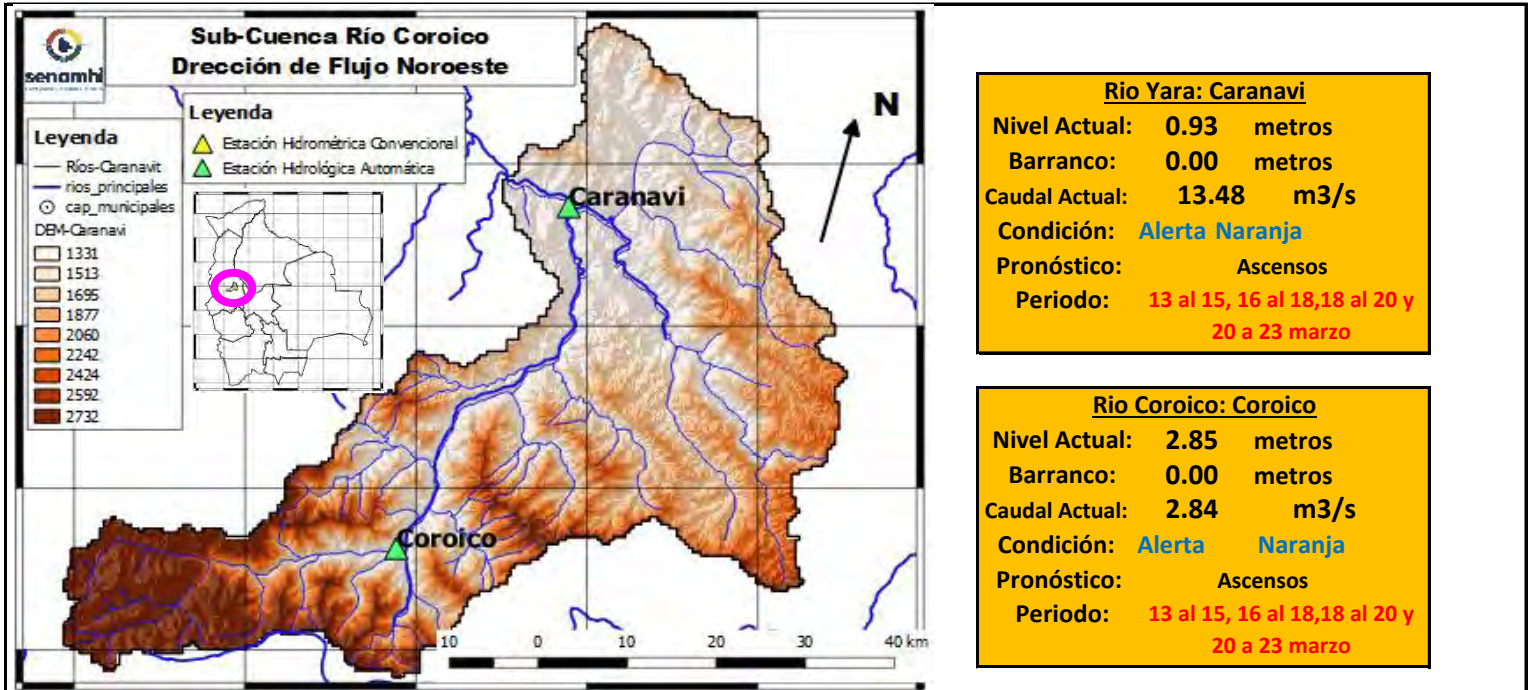 senamhi
Sub-Cuenca Río Coroico
Drección de Flujo Noroeste
Leyenda
Estación Hidrométrica Convencional
Estación Hidrológica Automática
Leyenda
Ríos-Caranavit
rios_principales
cap_municipales
DEM-Caranavi
1331
1513
1695
1877
2060
2242
2424
2592
2732
N
Caranavi
Coroico
10 0 10 20 30 40 km
Rio Yara: Caranavi
Nivel Actual: 0.93 metros
Barranco: 0.00 metros
Caudal Actual: 13.48 m3/s
Condición: Alerta Naranja
Pronóstico: Ascensos
Periodo: 13 al 15, 16 al 18,18 al 20 y
20 a 23 marzo
Rio Coroico: Coroico
Nivel Actual: 2.85 metros
Barranco: 0.00 metros
Caudal Actual: 2.84 m3/s
Condición: Alerta Naranja
Pronóstico: Ascensos
Periodo: 13 al 15, 16 al 18,18 al 20 y
20 a 23 marzo